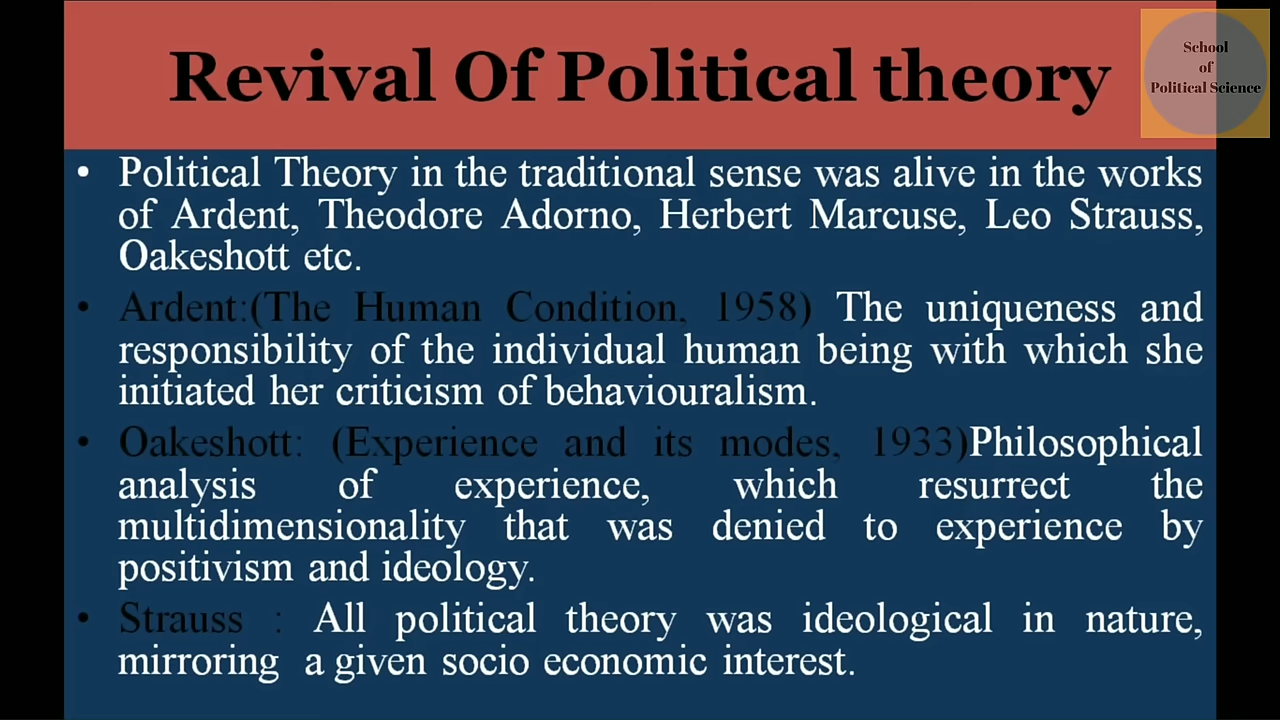 Revival Of Political theory
School
of
Political Science
• Political Theory in the traditional sense was alive in the works
of Ardent, Theodore Adorno, Herbert Marcuse, Leo Strauss,
Oakeshott etc.
• Ardent:(The Human Condition, 1958) The uniqueness and
responsibility of the individual human being with which she
initiated her criticism of behaviouralism.
• Oakeshott: (Experience and its modes, 1933)Philosophical
analysis of experience, which resurrect the
multidimensionality that was denied to experience by
positivism and ideology.
• Strauss : All political theory was ideological in nature,
mirroring a given socio economic interest.